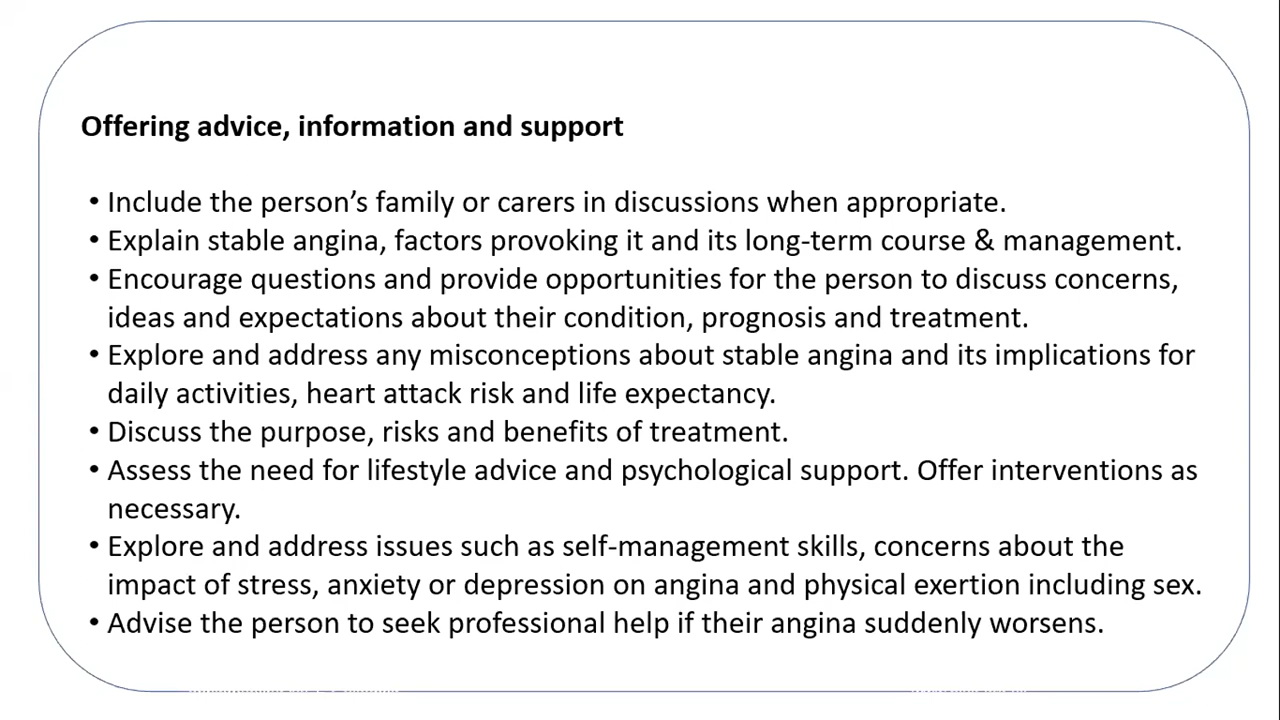 Offering advice, information and support
• Include the person’s family or carers in discussions when appropriate.
• Explain stable angina, factors provoking it and its long-term course & management.
• Encourage questions and provide opportunities for the person to discuss concerns,
ideas and expectations about their condition, prognosis and treatment.
• Explore and address any misconceptions about stable angina and its implications for
daily activities, heart attack risk and life expectancy.
• Discuss the purpose, risks and benefits of treatment.
• Assess the need for lifestyle advice and psychological support. Offer interventions as
necessary.
• Explore and address issues such as self-management skills, concerns about the
impact of stress, anxiety or depression on angina and physical exertion including sex.
• Advise the person to seek professional help if their angina suddenly worsens.